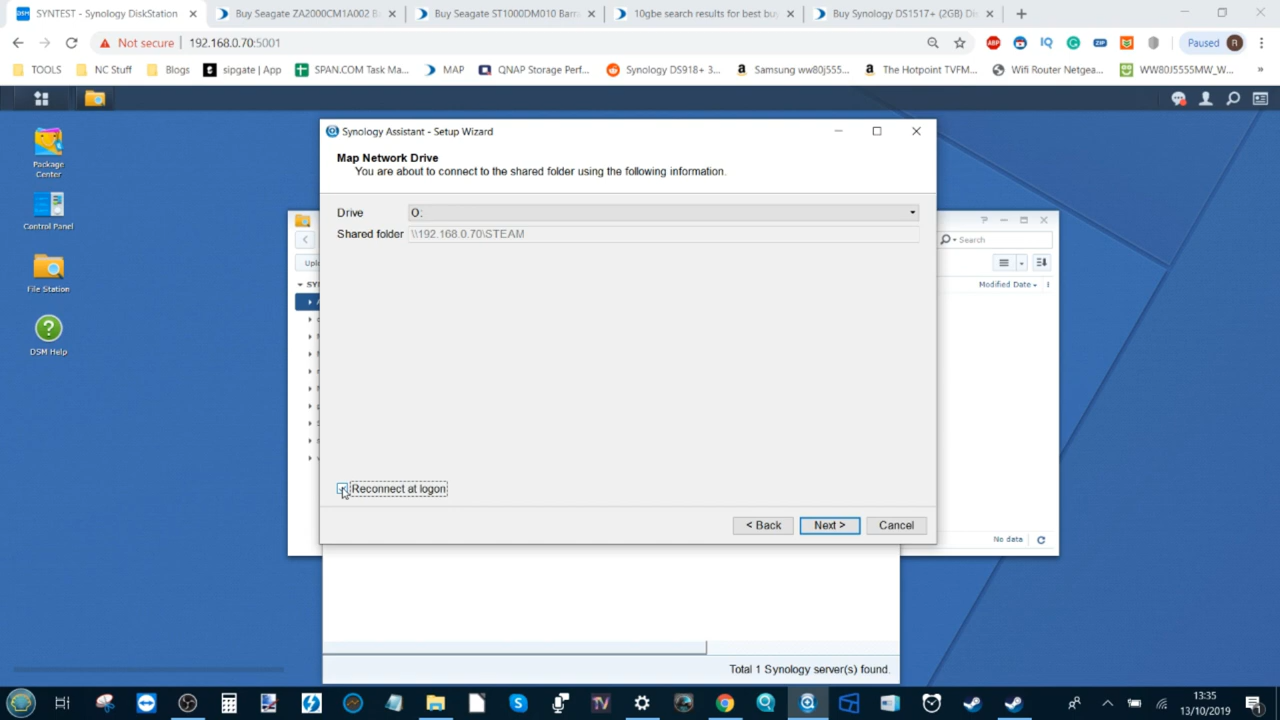 SYNTEST - Synology DiskStation
Buy Seagate ZA2000CM1A002 B
Buy Seagate ST1000DM010 Barra
10gbe search results for best bu
Buy Synology DS1517+ (2GB) Di
Not secure
192.168.0.70:5001
ABP
IQ
ZIP
Paused
R
TOOLS
NC Stuff
Blogs
sipgate | App
SPAN.COM Task Ma...
MAP
QNAP Storage Perf...
Synology DS918+ 3...
Samsung ww80j555...
The Hotpoint TVFM...
Wifi Router Netgea...
WW80J5555MW_W...
»
Package
Center
Control Panel
File Station
DSM Help
Synology Assistant - Setup Wizard
Map Network Drive
You are about to connect to the shared folder using the following information.
Drive
O:
Shared folder
\\192.168.0.70\STEAM
Reconnect at logon
< Back
Next >
Cancel
Search
Modified Date
No data
Total 1 Synology server(s) found.
13:35
13/10/2019